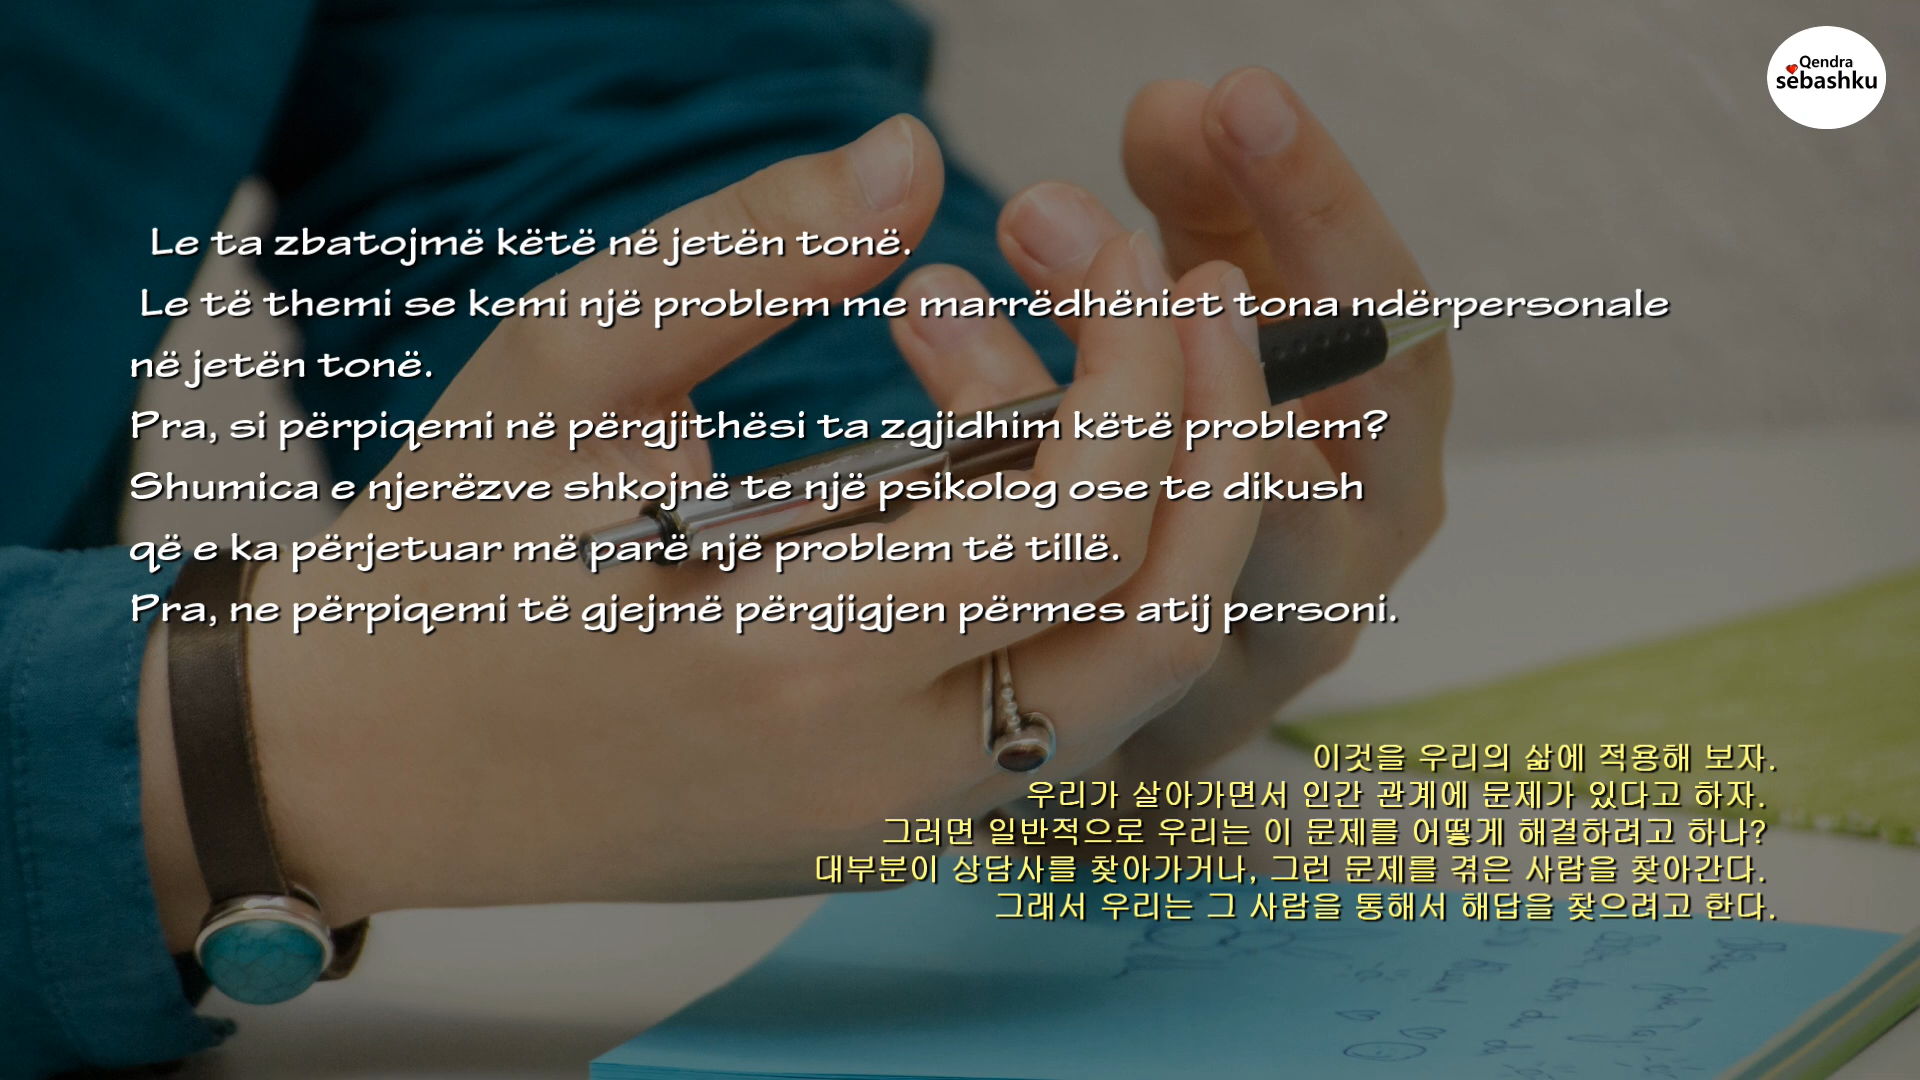 Qendra
sëbashku
Le ta zbatojmë këtë në jetën tonë.
Le të themi se kemi një problem me marrëdhëniet tona ndërpersonale
në jetën tonë.
Pra, si përpiqemi në përgjithësi ta zgjidhim këtë problem?
Shumica e njerëzve shkojnë te një psikolog ose te dikush
që e ka përjetuar më parë një problem të tillë.
Pra, ne përpiqemi të gjejmë përgjigjen përmes atij personi.
이것을 우리의 삶에 적용해 보자.
우리가 살아가면서 인간 관계에 문제가 있다고 하자.
그러면 일반적으로 우리는 이 문제를 어떻게 해결하려고 하나?
대부분이 상담사를 찾아가거나, 그런 문제를 겪은 사람을 찾아간다.
그래서 우리는 그 사람을 통해서 해답을 찾으려고 한다.